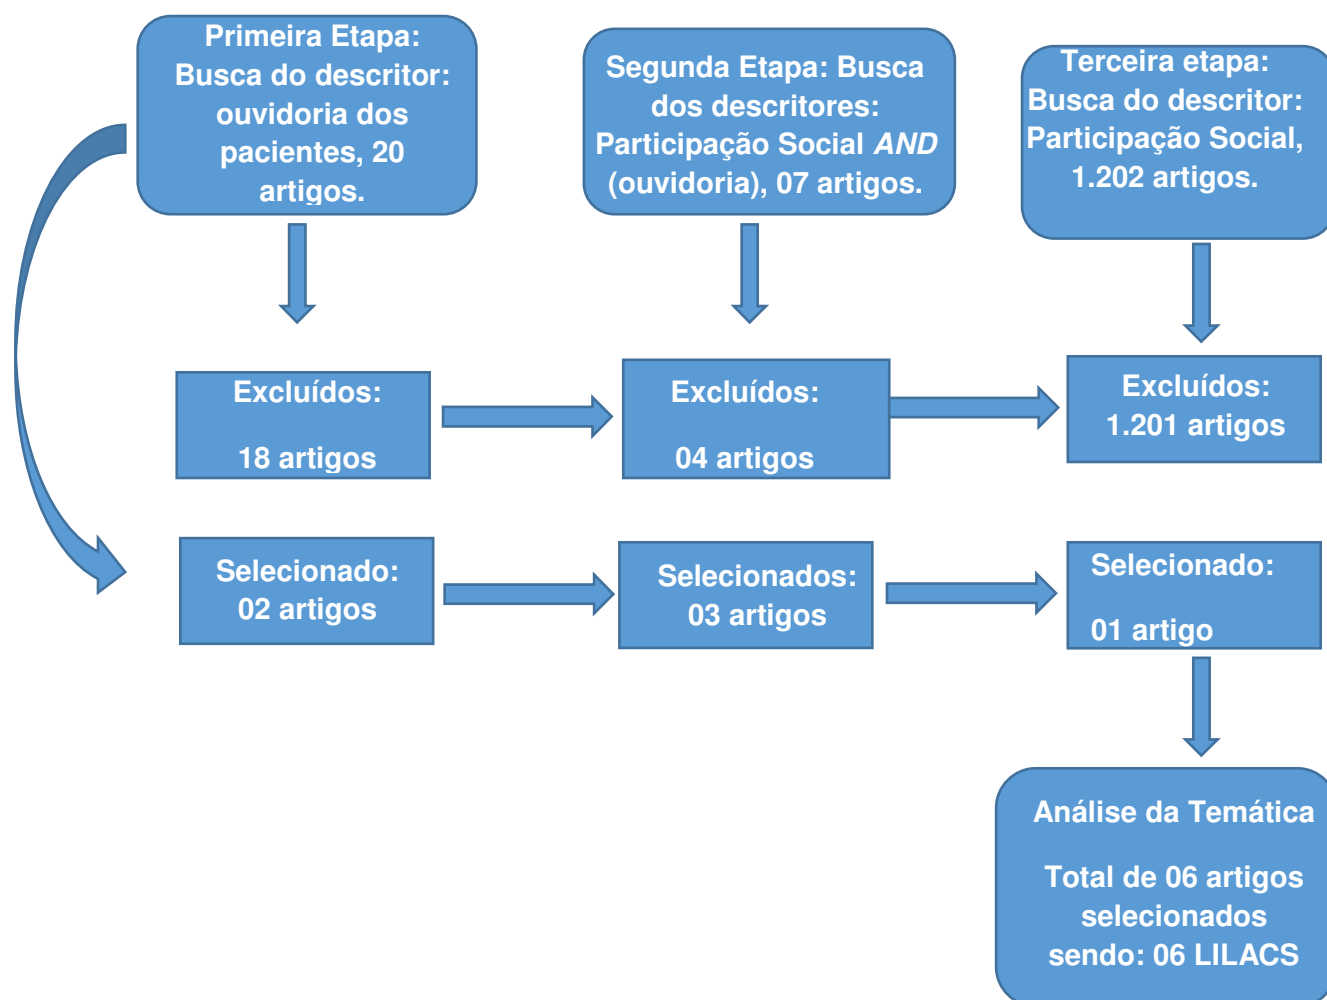 Primeira Etapa:
Busca do descritor:
ouvidoria dos
pacientes, 20
artigos.
Segunda Etapa: Busca
dos descritores:
Participação Social AND
(ouvidoria), 07 artigos.
Terceira etapa:
Busca do descritor:
Participação Social,
1.202 artigos.
Excluídos:
18 artigos
Excluídos:
04 artigos
Excluídos:
1.201 artigos
Selecionado:
02 artigos
Selecionados:
03 artigos
Selecionado:
01 artigo
Análise da Temática
Total de 06 artigos
selecionados
sendo: 06 LILACS